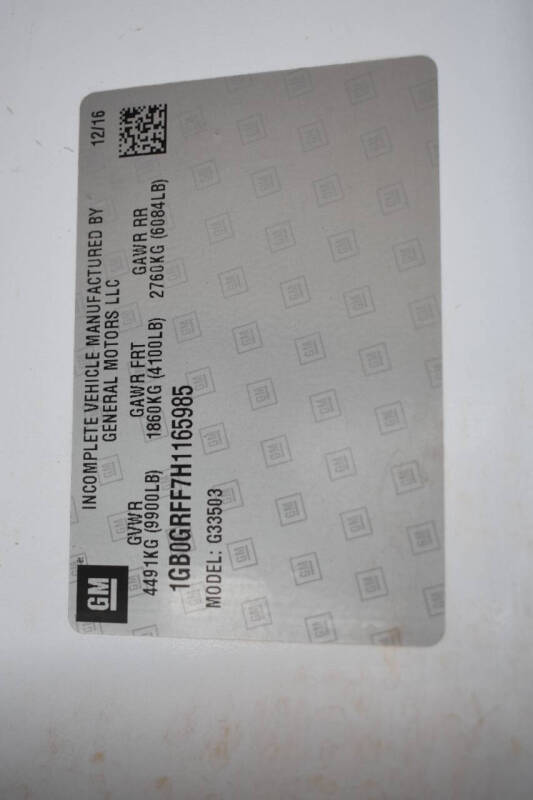 GM
INCOMPLETE VEHICLE MANUFACTURED BY 12/16
GENERAL MOTORS LLC
GVWR GAWR FRT GAWR RR
4491KG (9900LB) 1860KG (4100LB) 2760KG (6084LB)
1GB0GRFF7H1165985
MODEL: G33503